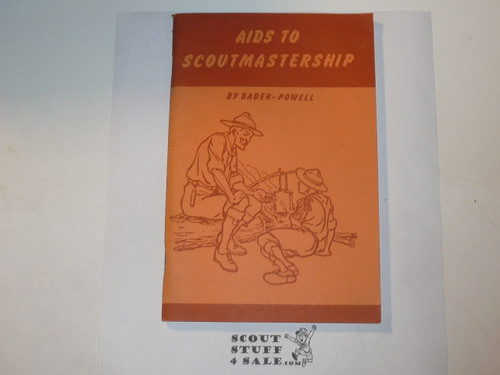 AIDS TO
SCOUTMASTERSHIP
BY BADEN-POWELL
SCOUT
STUFF
4 SALE.com